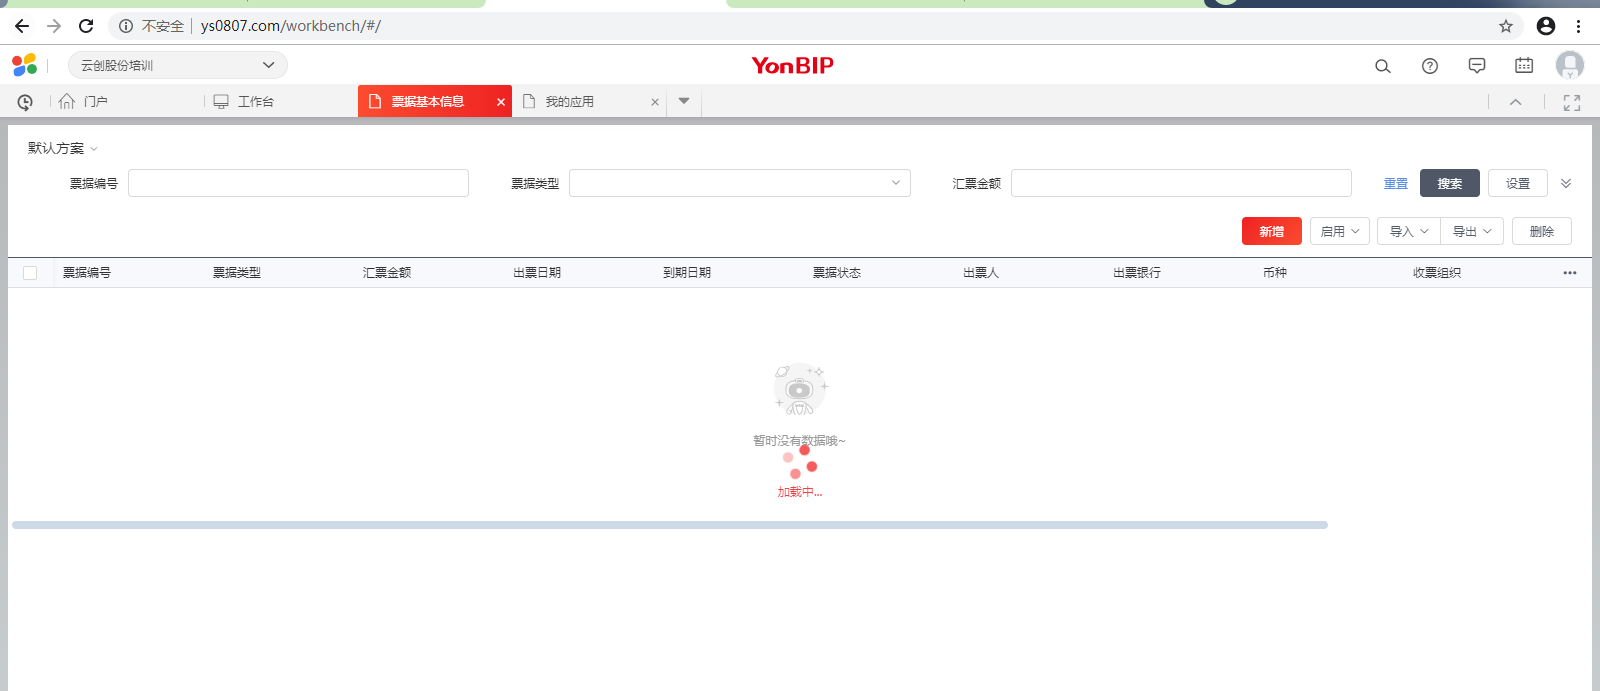 不安全 ys0807.com/workbench/#/
云创股份培训 YonBIP
门户 工作台 票据基本信息 我的应用
默认方案
票据编号 票据类型 汇票金额 重置 搜索 设置
新增 启用 导入 导出 删除
票据编号 票据类型 汇票金额 出票日期 到期日期 票据状态 出票人 出票银行 币种 收票组织
暂时没有数据哦~
加载中...